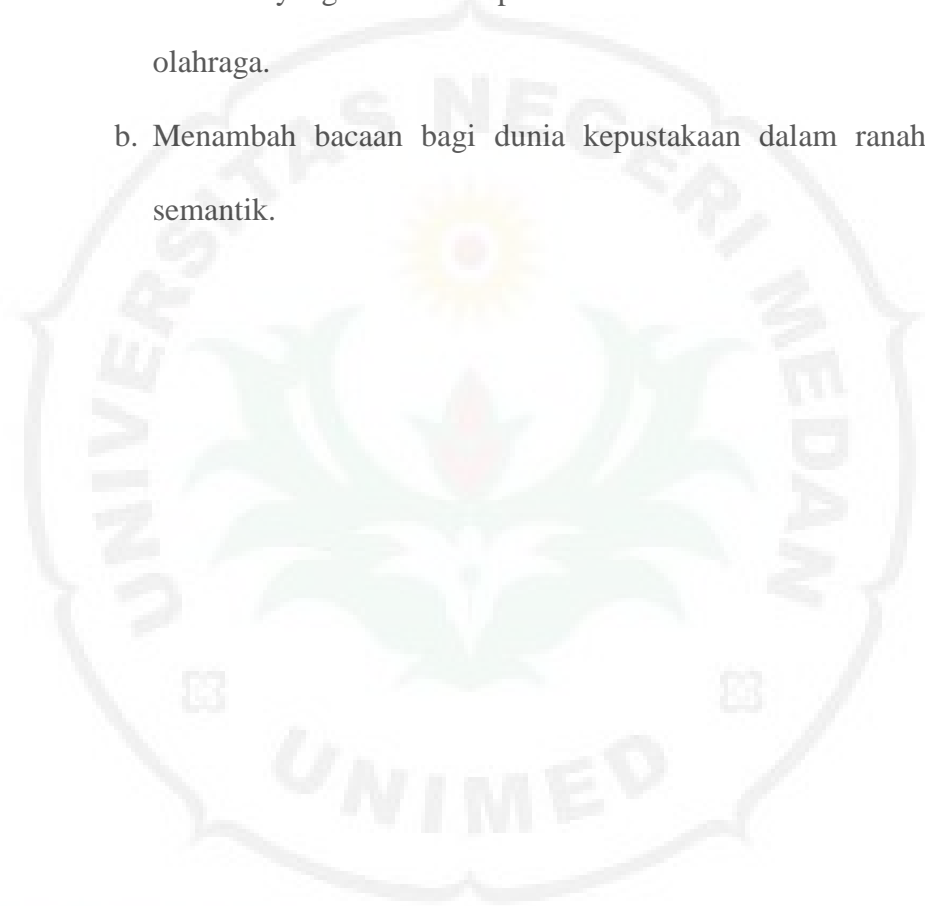 olahraga.
b. Menambah bacaan bagi dunia kepustakaan dalam ranah
semantik.
UNIVERSITAS NEGERI MEDAN
UNIMED